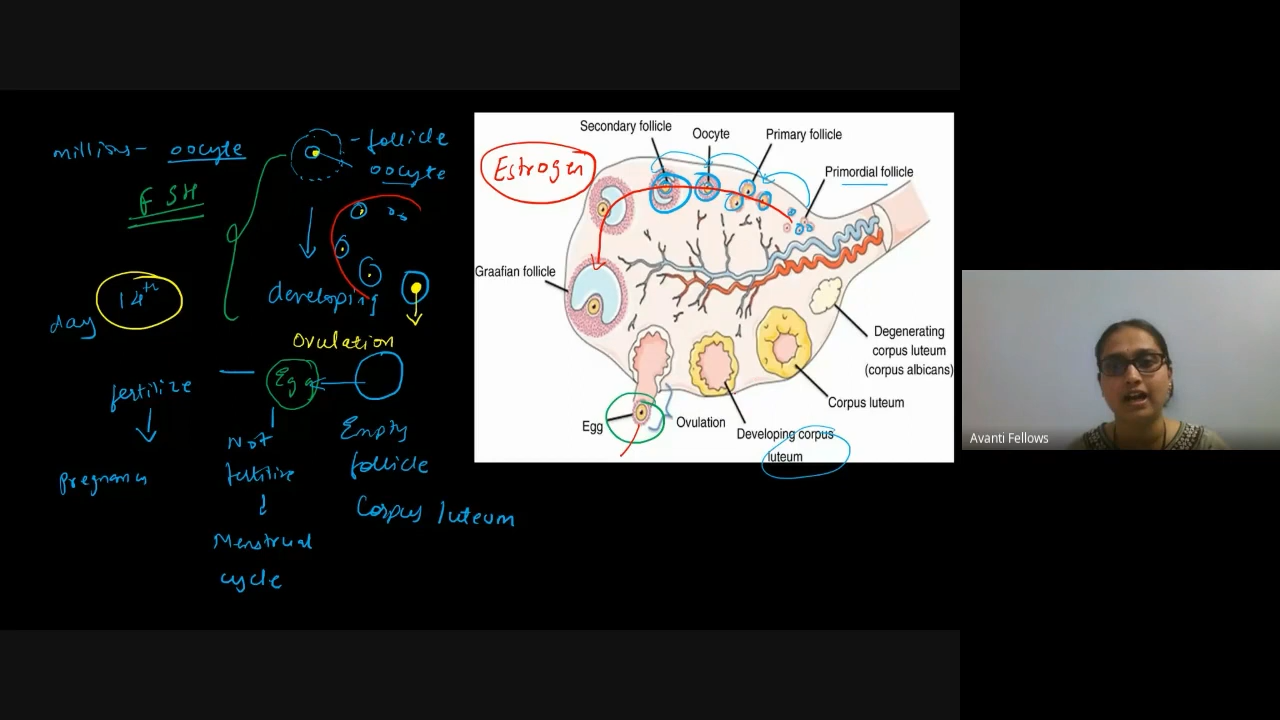 millions - oocyte
- follicle
oocyte
FSH
14th
day
developing
Ovulation
Egg
fertilize
Not
fertilize
Pregnancy
Menstrual
cycle
Empty
follicle
Corpus luteum
Estrogen
Secondary follicle
Oocyte
Primary follicle
Primordial follicle
Graafian follicle
Degenerating
corpus luteum
(corpus albicans)
Corpus luteum
Egg
Ovulation
Developing corpus
luteum
Avanti Fellows